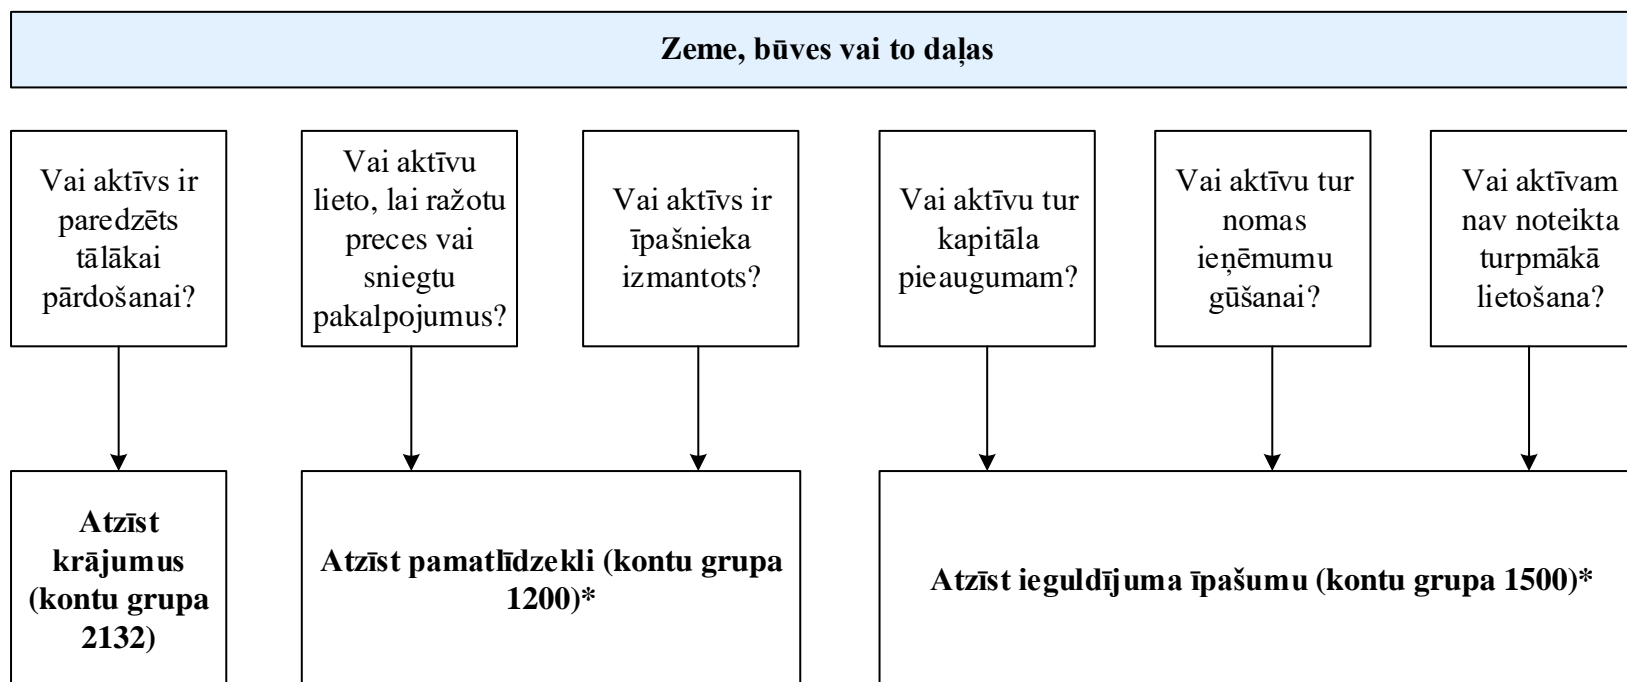 Zeme, būves vai to daļas
Vai aktīvs ir
paredzēts
tālākai
pārdošanai?
Vai aktīvu
lieto, lai ražotu
preces vai
sniegtu
pakalpojumus?
Vai aktīvs ir
īpašnieka
izmantots?
Vai aktīvu tur
kapitāla
pieaugumam?
Vai aktīvu tur
nomas
ieņēmumu
gūšanai?
Vai aktīvam
nav noteikta
turpmākā
lietošana?
Atzīst
krājumus
(kontu grupa
2132)
Atzīst pamatlīdzekli (kontu grupa
1200)*
Atzīst ieguldījuma īpašumu (kontu grupa 1500)*